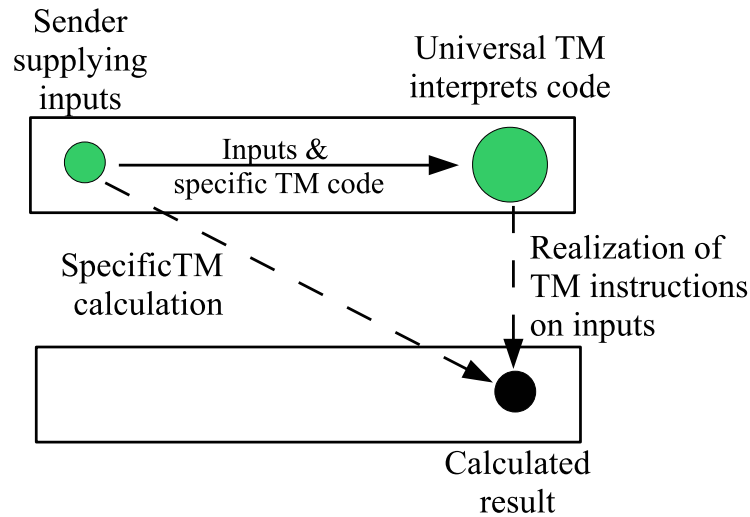 Sender
supplying
inputs
Universal TM
interprets code
Inputs &
specific TM code
SpecificTM
calculation
Realization of
TM instructions
on inputs
Calculated
result